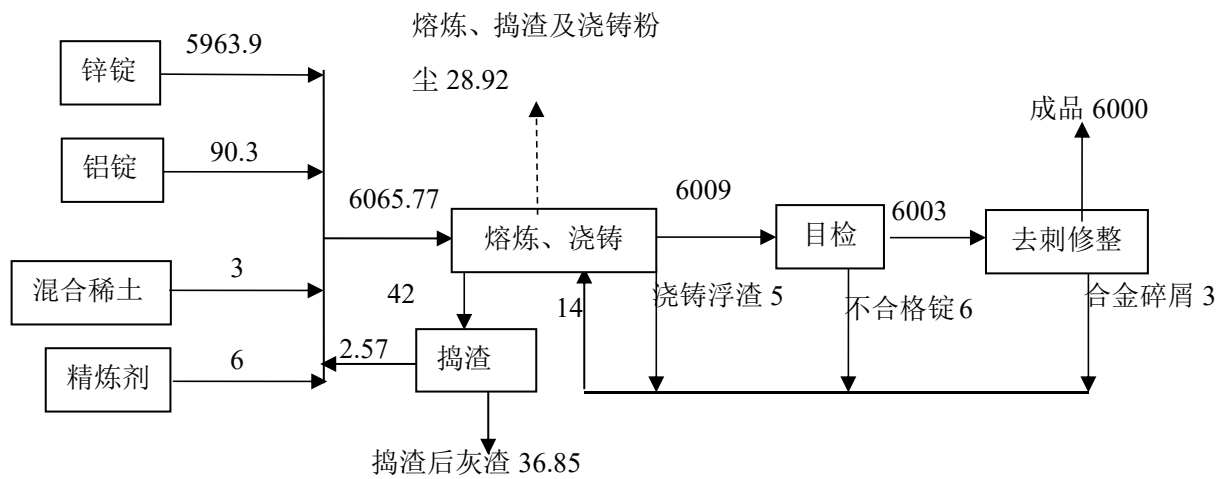 熔炼、捣渣及浇铸粉
尘 28.92
5963.9
锌锭
成品 6000
90.3
铝锭
6065.77
6009
6003
熔炼、浇铸
目检
去刺修整
3
混合稀土
42
14
浇铸浮渣 5
不合格锭 6
合金碎屑 3
6
精炼剂
2.57
捣渣
捣渣后灰渣 36.85